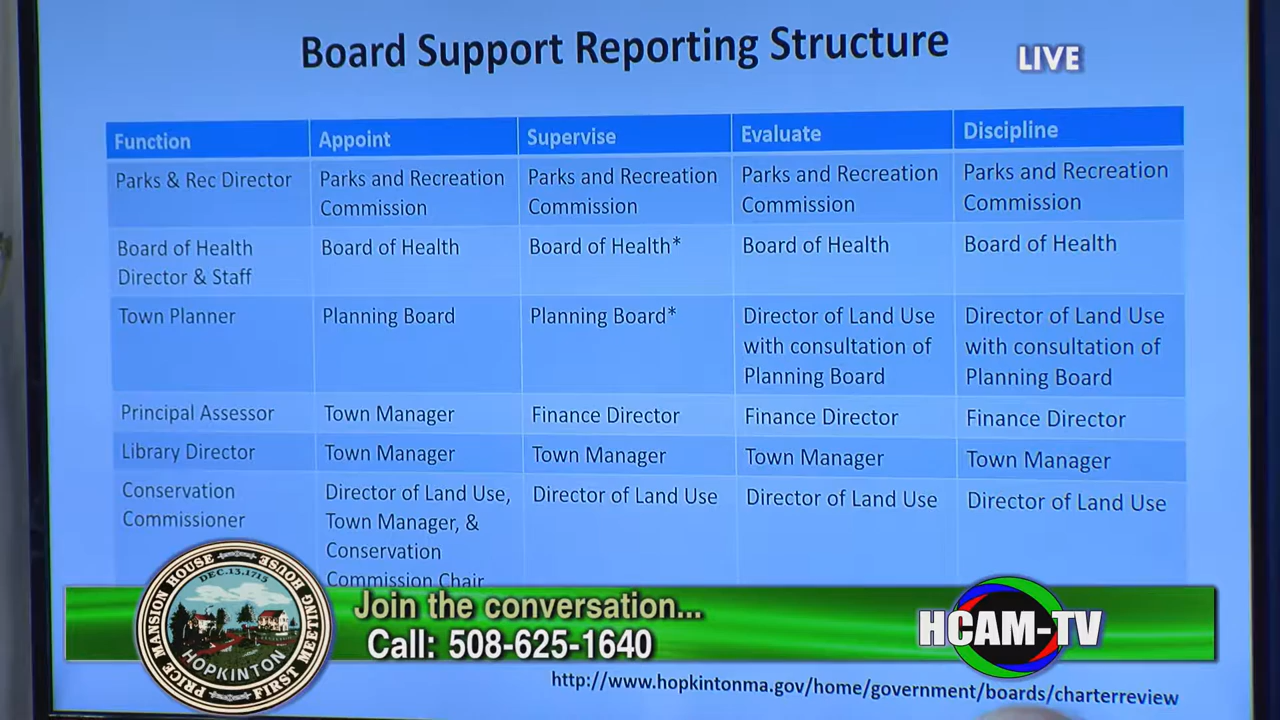 Board Support Reporting Structure
LIVE
Function Appoint Supervise Evaluate Discipline
Parks & Rec Director
Parks and Recreation
Commission
Parks and Recreation
Commission
Parks and Recreation
Commission
Parks and Recreation
Commission
Board of Health
Director & Staff
Board of Health
Board of Health*
Board of Health
Board of Health
Town Planner
Planning Board
Planning Board*
Director of Land Use
with consultation of
Planning Board
Director of Land Use
with consultation of
Planning Board
Principal Assessor
Town Manager
Finance Director
Finance Director
Finance Director
Library Director
Town Manager
Town Manager
Town Manager
Town Manager
Conservation
Commissioner
Director of Land Use,
Town Manager, &
Conservation
Commission Chair
Director of Land Use
Director of Land Use
Director of Land Use
PRICE MANSION HOUSE
DEC.13.1715
HOUSE FIRST MEETING
HOPKINTON
Join the conversation...
Call: 508-625-1640
HCAM-TV
http://www.hopkintonma.gov/home/government/boards/charterreview